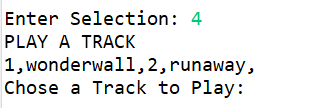 Enter Selection: 4
PLAY A TRACK
1,wonderwall,2,runaway,
Chose a Track to Play: